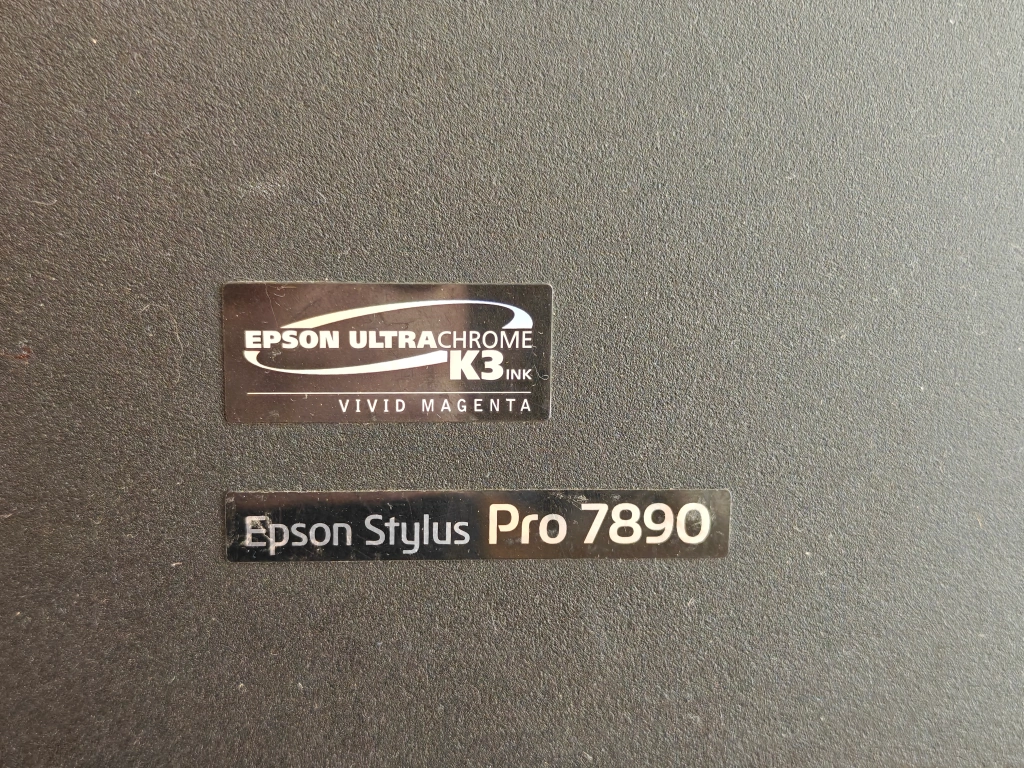 EPSON ULTRACHROME
K3 INK
VIVID MAGENTA
Epson Stylus Pro 7890